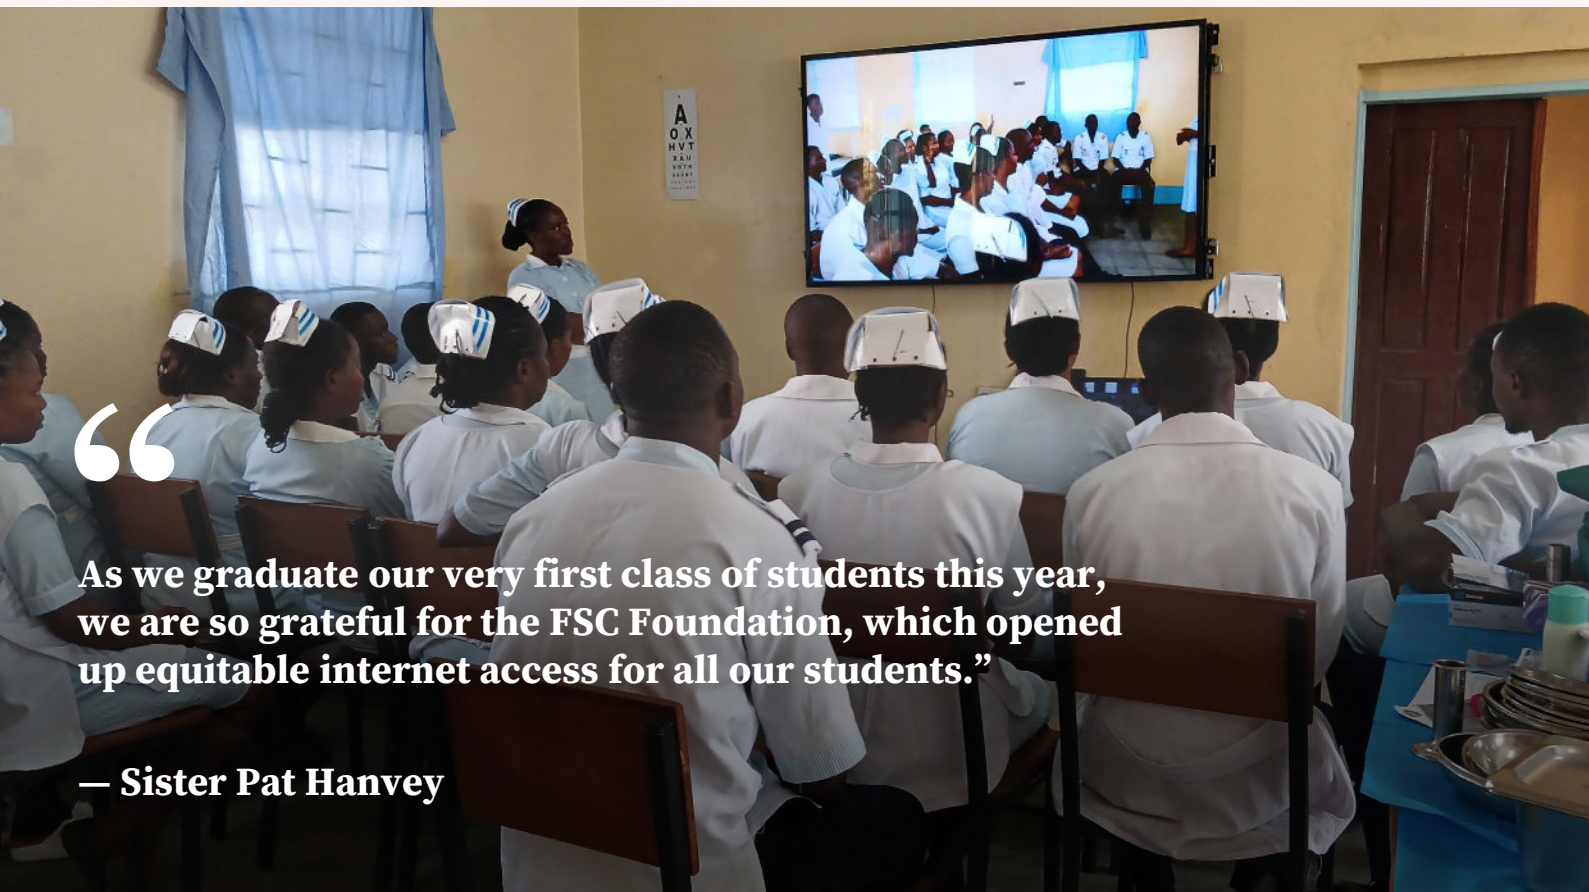 A
O X
H V T
“
As we graduate our very first class of students this year,
we are so grateful for the FSC Foundation, which opened
up equitable internet access for all our students.”
— Sister Pat Hanvey